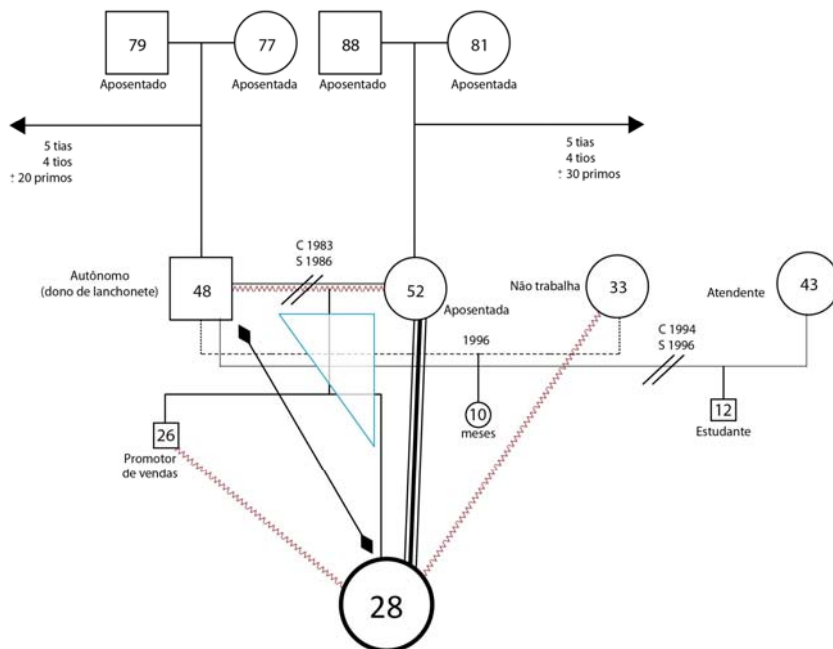 79
77
88
81
Aposentado
Aposentada
Aposentado
Aposentada
5 tias
4 tios
± 20 primos
5 tias
4 tios
± 30 primos
C 1983
S 1986
Autônomo
(dono de lanchonete)
48
52
Aposentada
Não trabalha
33
Atendente
43
1996
C 1994
S 1996
26
Promotor
de vendas
10
meses
12
Estudante
28